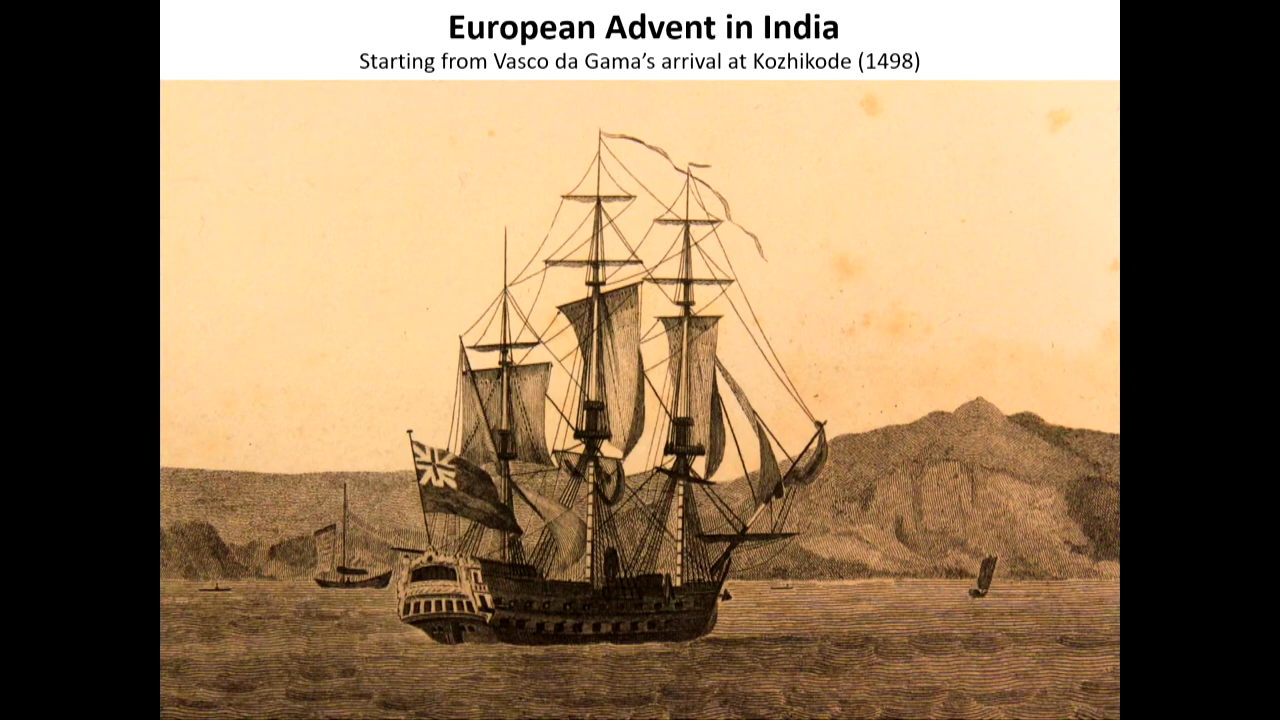 European Advent in India
Starting from Vasco da Gama’s arrival at Kozhikode (1498)